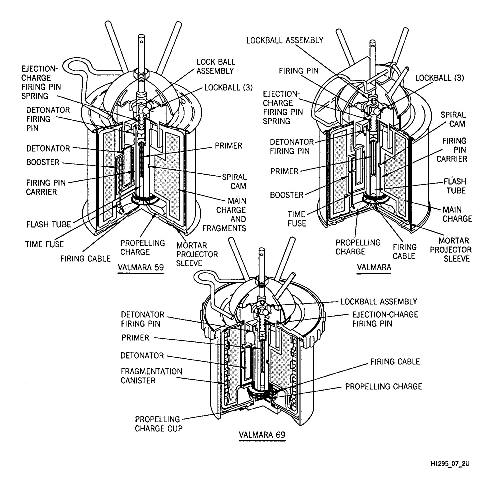 EJECTION-
CHARGE
FIRING PIN
SPRING
DETONATOR
FIRING
PIN
DETONATOR
BOOSTER
FIRING PIN
CARRIER
FLASH TUBE
TIME FUSE
FIRING CABLE
LOCK BALL
ASSEMBLY
LOCKBALL (3)
PRIMER
SPIRAL
CAM
MAIN
CHARGE
AND
FRAGMENTS
PROPELLING
CHARGE
MORTAR
PROJECTOR
SLEEVE
VALMARA 59
LOCKBALL ASSEMBLY
FIRING PIN
EJECTION-
CHARGE
FIRING PIN
SPRING
DETONATOR
FIRING PIN
PRIMER
BOOSTER
TIME
FUSE
PROPELLING
CHARGE
LOCKBALL (3)
SPIRAL
CAM
FIRING
PIN
CARRIER
FLASH
TUBE
MAIN
CHARGE
FIRING
CABLE
MORTAR
PROJECTOR
SLEEVE
VALMARA
DETONATOR
FIRING PIN
PRIMER
DETONATOR
FRAGMENTATION
CANISTER
PROPELLING
CHARGE CUP
LOCKBALL ASSEMBLY
EJECTION-CHARGE
FIRING PIN
FIRING CABLE
PROPELLING CHARGE
VALMARA 69
H1295_07_2U